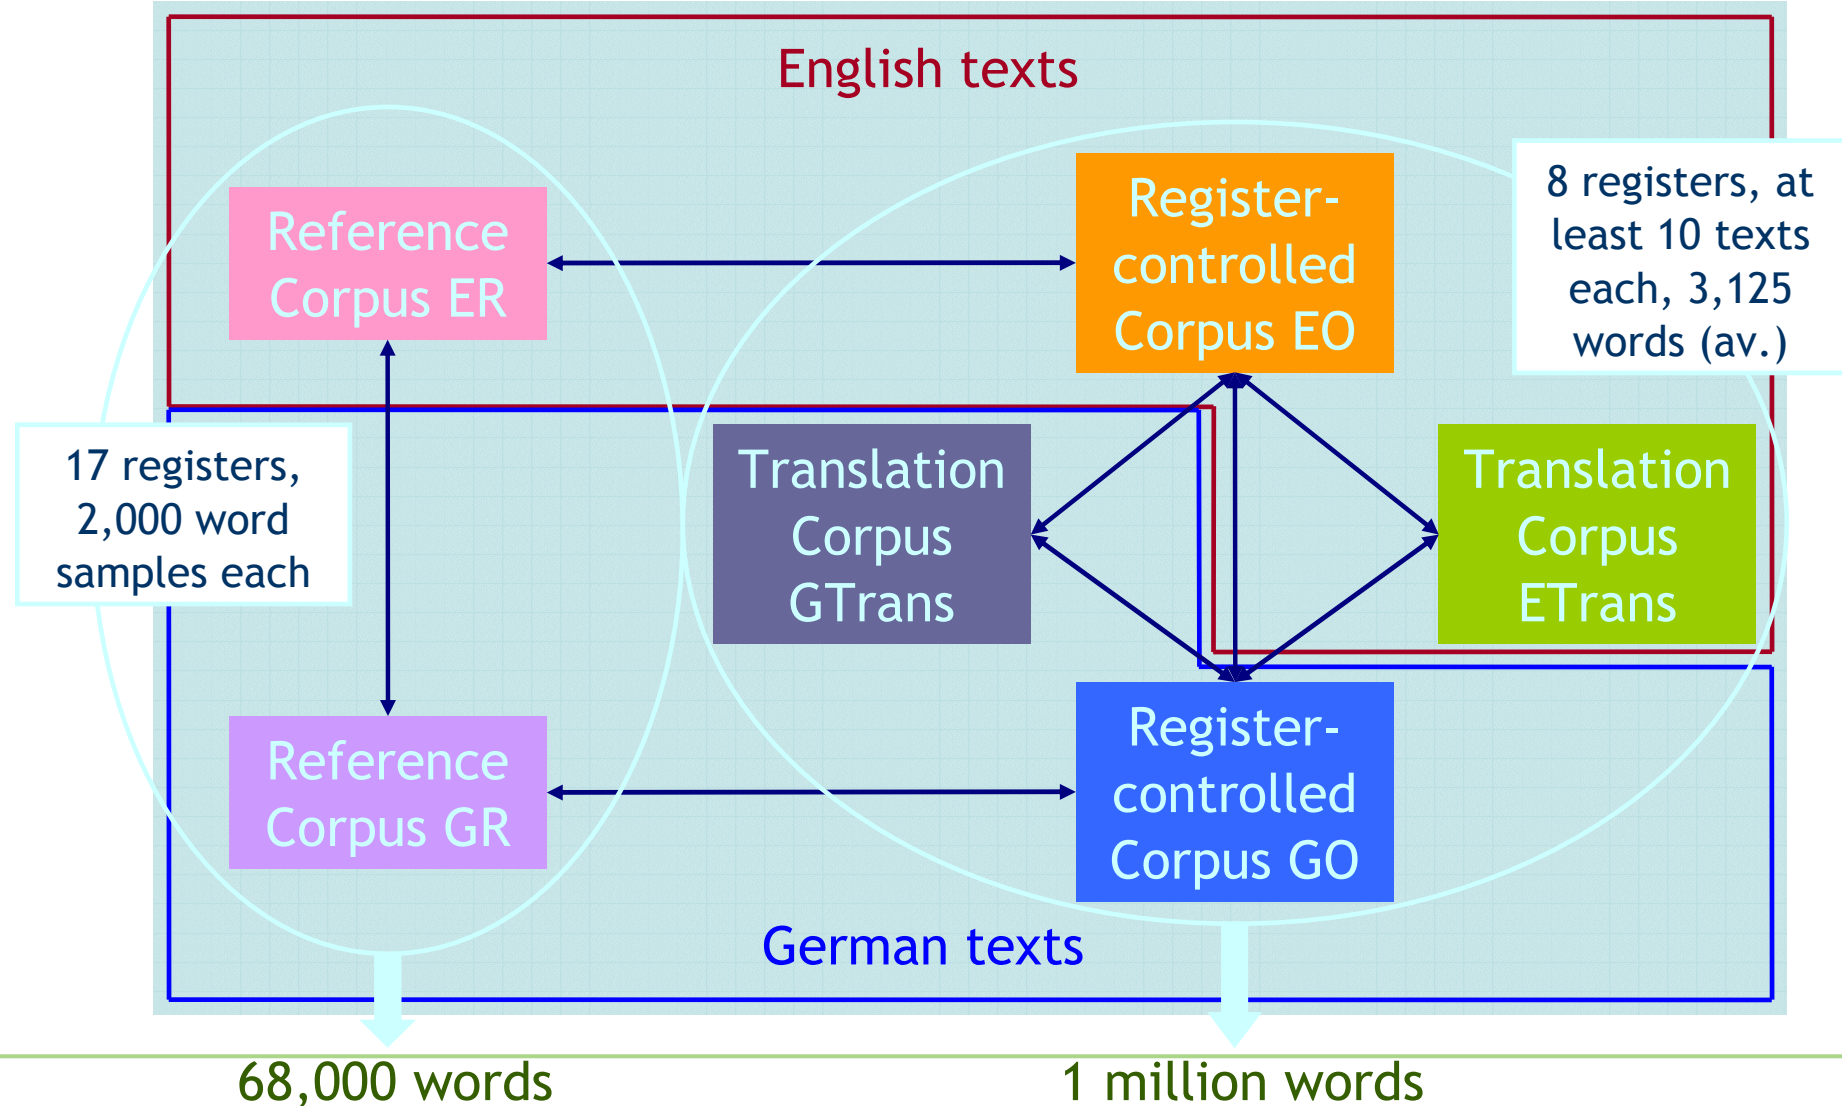 English texts
Reference
Corpus ER
Register-
controlled
Corpus EO
8 registers, at
least 10 texts
each, 3,125
words (av.)
17 registers,
2,000 word
samples each
Translation
Corpus
GTrans
Translation
Corpus
ETrans
Reference
Corpus GR
Register-
controlled
Corpus GO
German texts
68,000 words
1 million words